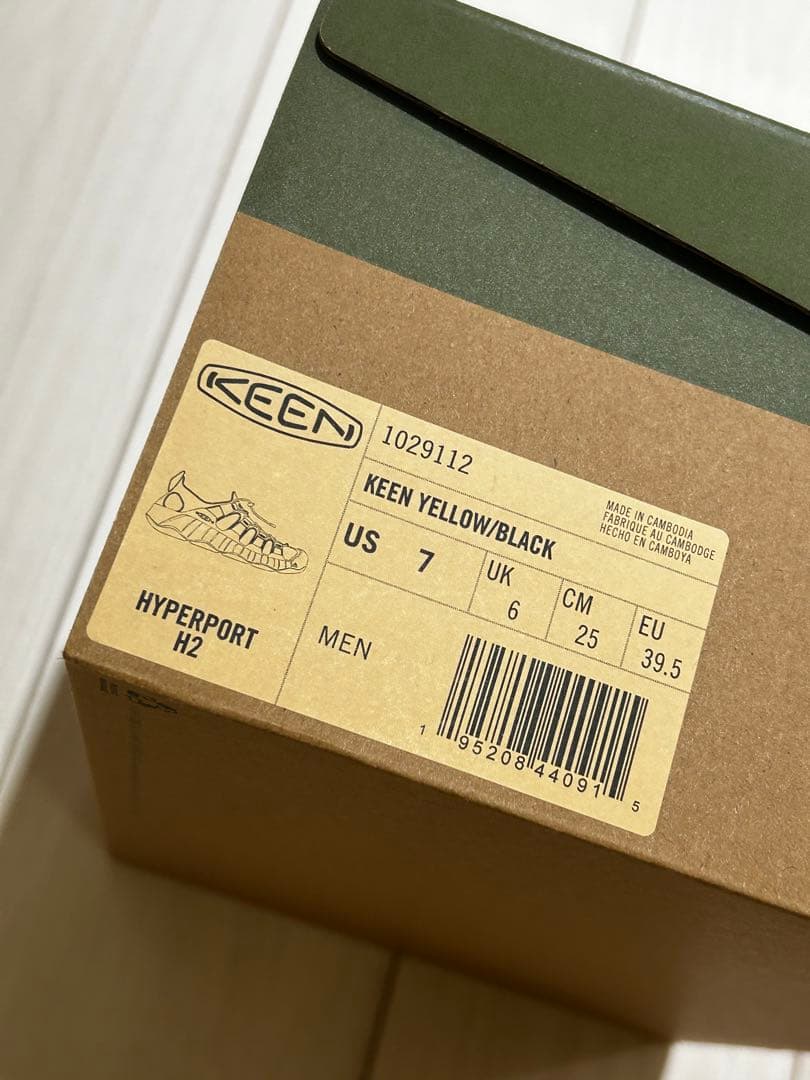 KEEN
1029112
KEEN YELLOW/BLACK
MADE IN CAMBODIA
FABRIQUE AU CAMBODGE
HECHO EN CAMBOYA
US 7
UK 6
CM 25
EU 39.5
HYPERPORT
H2
MEN
1 95208 44091 5